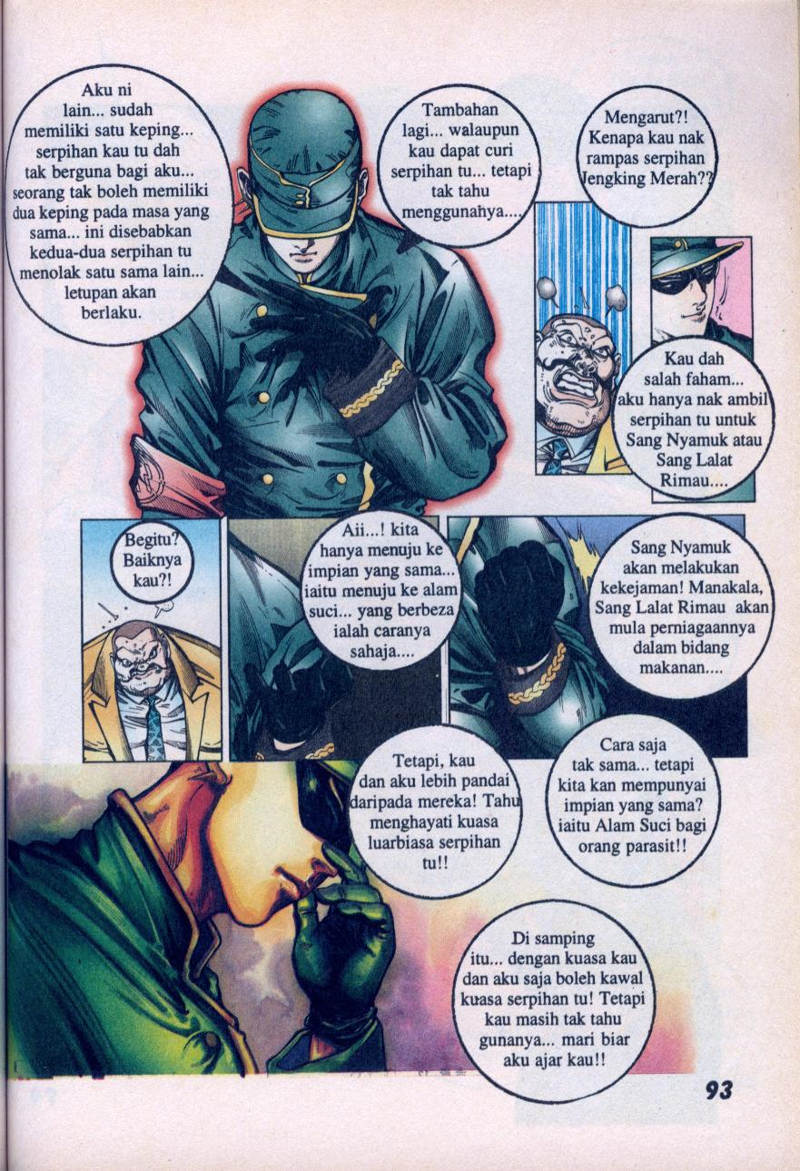 Aku ni
lain... sudah
memiliki satu keping...
serpihan kau tu dah
tak berguna bagi aku...
seorang tak boleh memiliki
dua keping pada masa yang
sama... ini disebabkan
kedua-dua serpihan tu
menolak satu sama lain...
letupan akan
berlaku.
Tambahan
lagi... walaupun
kau dapat curi
serpihan tu... tetapi
tak tahu
menggunahya....
Mengarut?!
Kenapa kau nak
rampas serpihan
Jengking Merah??
Kau dah
salah faham...
aku hanya nak ambil
serpihan tu untuk
Sang Nyamuk atau
Sang Lalat
Rimau....
Begitu?
Baiknya
kau?!
Aii...! kita
hanya menuju ke
impian yang sama...
iaitu menuju ke alam
suci... yang berbeza
ialah caranya
sahaja....
Sang Nyamuk
akan melakukan
kekejaman! Manakala,
Sang Lalat Rimau akan
mula perniagaannya
dalam bidang
makanan....
Tetapi, kau
dan aku lebih pandai
daripada mereka! Tahu
menghayati kuasa
luarbiasa serpihan
tu!!
Cara saja
tak sama... tetapi
kita kan mempunyai
impian yang sama?
iaitu Alam Suci bagi
orang parasit!!
Di samping
itu... dengan kuasa kau
dan aku saja boleh kawal
kuasa serpihan tu! Tetapi
kau masih tak tahu
gunanya... mari biar
aku ajar kau!!
93